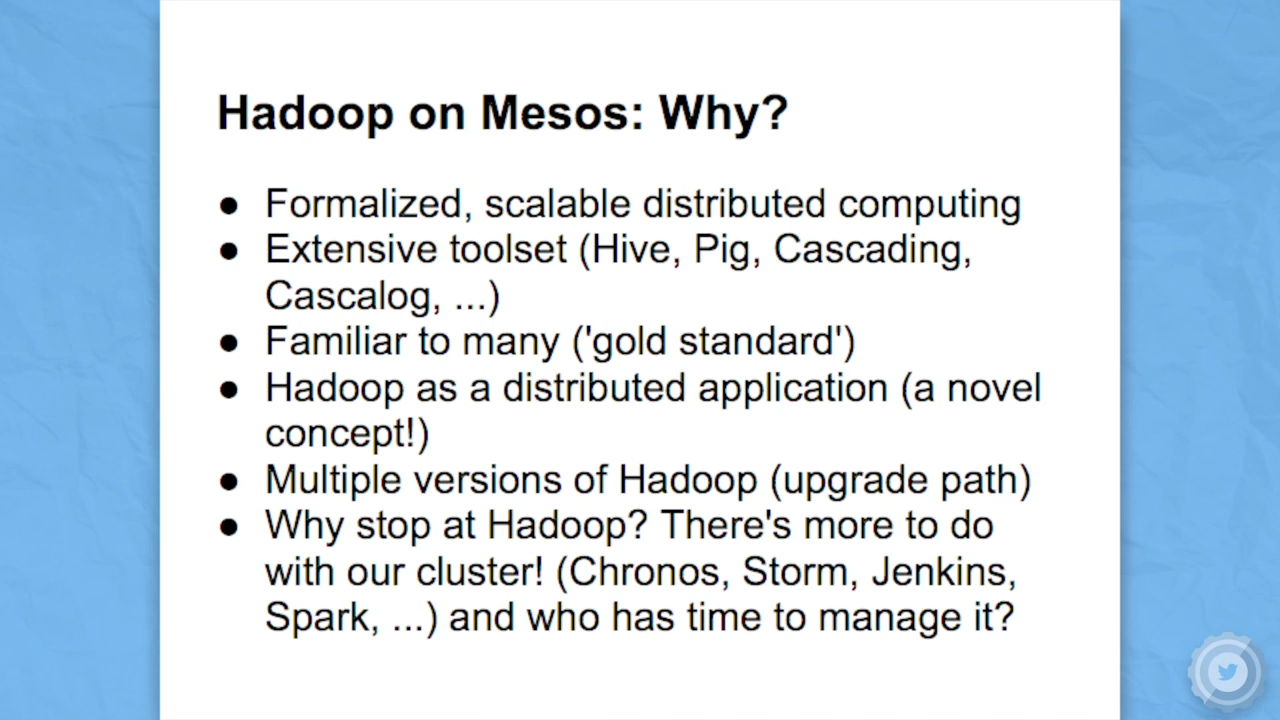 Hadoop on Mesos: Why?
● Formalized, scalable distributed computing
● Extensive toolset (Hive, Pig, Cascading,
Cascalog, ...)
● Familiar to many ('gold standard')
● Hadoop as a distributed application (a novel
concept!)
● Multiple versions of Hadoop (upgrade path)
● Why stop at Hadoop? There's more to do
with our cluster! (Chronos, Storm, Jenkins,
Spark, ...) and who has time to manage it?